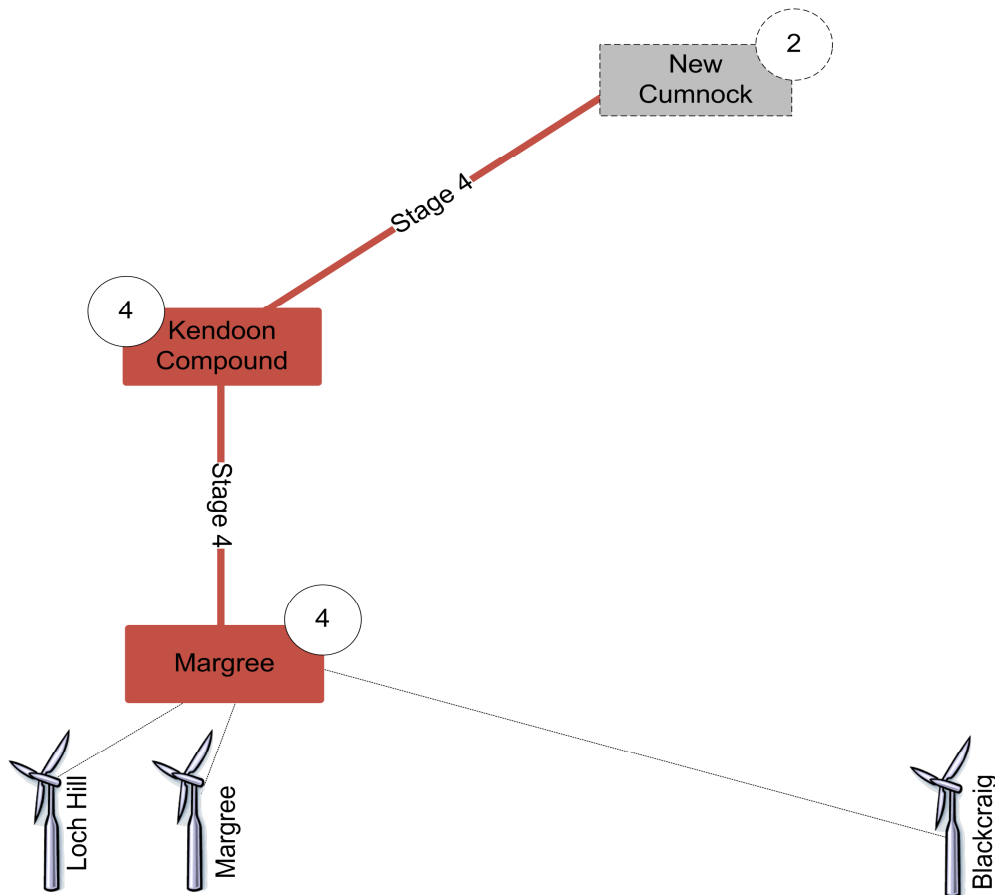 2
New
Cumnock
Stage 4
4
Kendoon
Compound
Stage 4
4
Margree
Loch Hill
Margree
Blackcraig